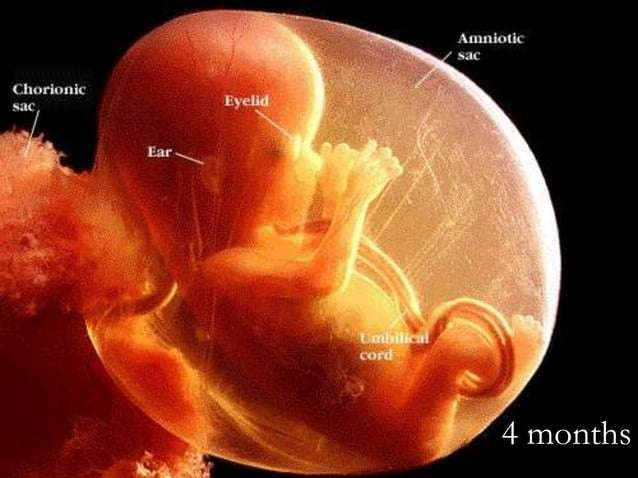 Amniotic
sac
Chorionic
sac
Eyelid
Ear
Umbilical
cord
4 months